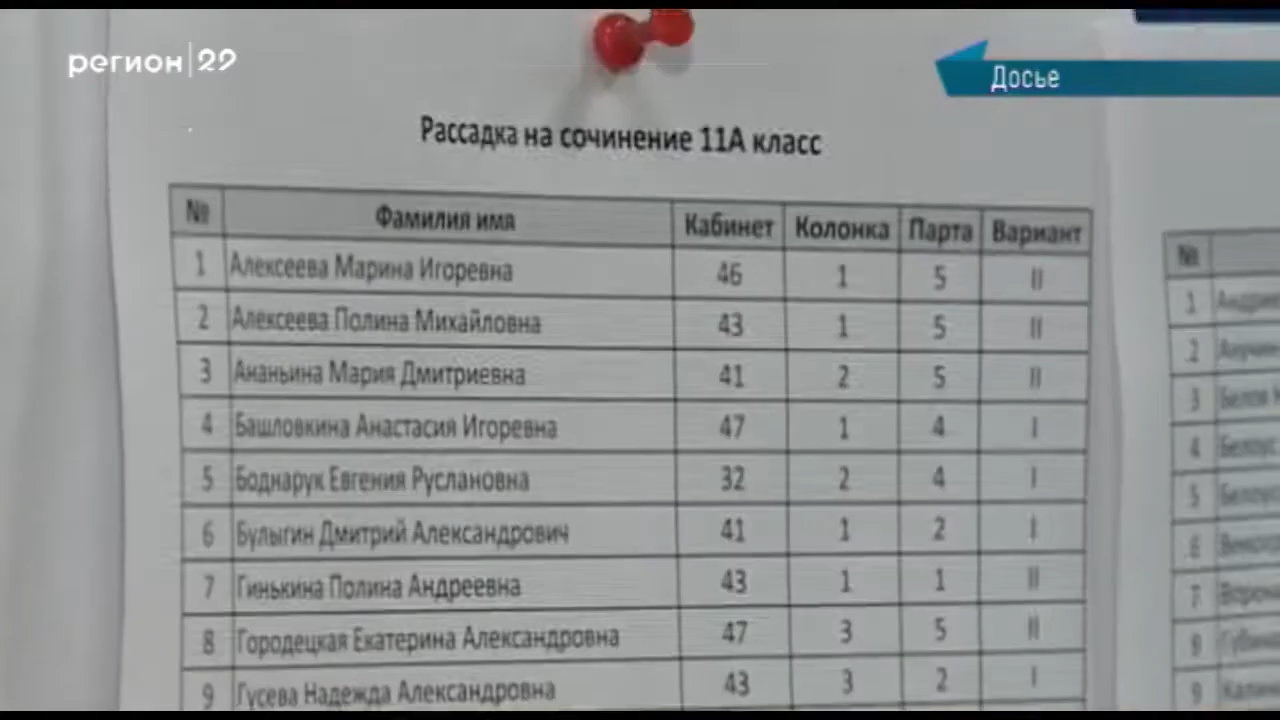 регион 29
Досье
Рассадка на сочинение 11А класс
№ Фамилия имя Кабинет Колонка Парта Вариант
1 Алексеева Марина Игоревна 46 1 5 II
2 Алексеева Полина Михайловна 43 1 5 II
3 Ананьина Мария Дмитриевна 41 2 5 II
4 Башловкина Анастасия Игоревна 47 1 4 I
5 Боднарук Евгения Руслановна 32 2 4 I
6 Булыгин Дмитрий Александрович 41 1 2 I
7 Гинькина Полина Андреевна 43 1 1 II
8 Городецкая Екатерина Александровна 47 3 5 II
9 Гусева Надежда Александровна 43 3 2 I
№
1
2
3 Белов
4 Белоус
5
6
7
9